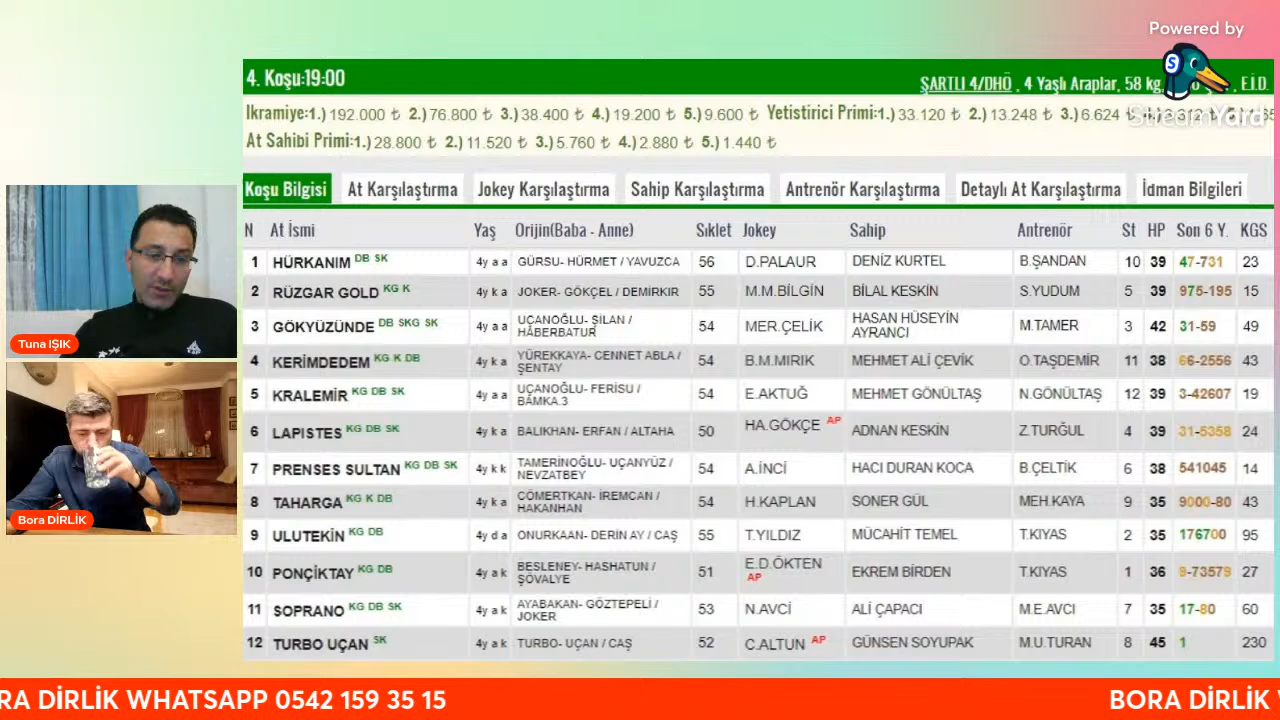 Powered by
StreamYard
4. Koşu:19:00
ŞARTLI 4/DHÖ , 4 Yaşlı Araplar, 58 kg, , E.İ.D.
İkramiye:1.) 192.000 ₺ 2.) 76.800 ₺ 3.) 38.400 ₺ 4.) 19.200 ₺ 5.) 9.600 ₺ Yetistirici Primi:1.) 33.120 ₺ 2.) 13.248 ₺ 3.) 6.624 ₺
At Sahibi Primi:1.) 28.800 ₺ 2.) 11.520 ₺ 3.) 5.760 ₺ 4.) 2.880 ₺ 5.) 1.440 ₺
Koşu Bilgisi At Karşılaştırma Jokey Karşılaştırma Sahip Karşılaştırma Antrenör Karşılaştırma Detaylı At Karşılaştırma İdman Bilgileri
N At İsmi Yaş Orijin(Baba - Anne) Sıklet Jokey Sahip Antrenör St HP Son 6 Y. KGS
1 HÜRKANIM DB SK 4y a a GÜRSU- HÜRMET / YAVUZCA 56 D.PALAUR DENİZ KURTEL B.ŞANDAN 10 39 47-731 23
2 RÜZGAR GOLD KG K 4y k a JOKER- GÖKÇEL / DEMİRKIR 55 M.M.BİLGİN BİLAL KESKİN S.YUDUM 5 39 975-195 15
3 GÖKYÜZÜNDE DB SKG SK 4y a a UÇANOĞLU- ŞILAN / HABERBATUR 54 MER.ÇELİK HASAN HÜSEYİN AYRANCI M.TAMER 3 42 31-59 49
4 KERİMDEDEM KG K DB 4y k a YÜREKKAYA- CENNET ABLA / ŞENTAY 54 B.M.MIRIK MEHMET ALİ ÇEVİK O.TAŞDEMİR 11 38 66-2556 43
5 KRALEMİR KG DB SK 4y a a UÇANOĞLU- FERİSU / BAMKA.3 54 E.AKTUĞ MEHMET GÖNÜLTAŞ N.GÖNÜLTAŞ 12 39 3-42607 19
6 LAPISTES KG DB SK 4y k a BALIKHAN- ERFAN / ALTAHA 50 HA.GÖKÇE AP ADNAN KESKİN Z.TURĞUL 4 39 31-5358 24
7 PRENSES SULTAN KG DB SK 4y k k TAMERİNOĞLU- UÇANYÜZ / NEVZATBEY 54 A.İNCİ HACI DURAN KOCA B.ÇELTİK 6 38 541045 14
8 TAHARGA KG K DB 4y k a CÖMERTKAN- İREMCAN / HAKANHAN 54 H.KAPLAN SONER GÜL MEH.KAYA 9 35 9000-80 43
9 ULUTEKİN KG DB 4y d a ONURKAAN- DERİN AY / CAŞ 55 T.YILDIZ MÜCAHİT TEMEL T.KIYAS 2 35 176700 95
10 PONÇİKTAY KG DB 4y a k BESLENEY- HASHATUN / ŞÖVALYE 51 E.D.ÖKTEN AP EKREM BİRDEN T.KIYAS 1 36 9-73579 27
11 SOPRANO KG DB SK 4y a k AYABAKAN- GÖZTEPELİ / JOKER 53 N.AVCİ ALİ ÇAPACI M.E.AVCI 7 35 17-80 60
12 TURBO UÇAN SK 4y a k TURBO- UÇAN / CAŞ 52 C.ALTUN AP GÜNSEN SOYUPAK M.U.TURAN 8 45 1 230
Tuna IŞIK
Bora DİRLİK
RA DİRLİK WHATSAPP 0542 159 35 15
BORA DİRLİK